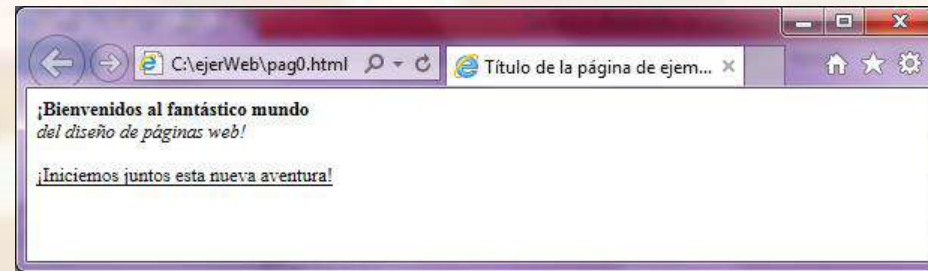 C:\ejerWeb\pag0.html
Título de la página de ejem...
¡Bienvenidos al fantástico mundo
del diseño de páginas web!
¡Iniciemos juntos esta nueva aventura!